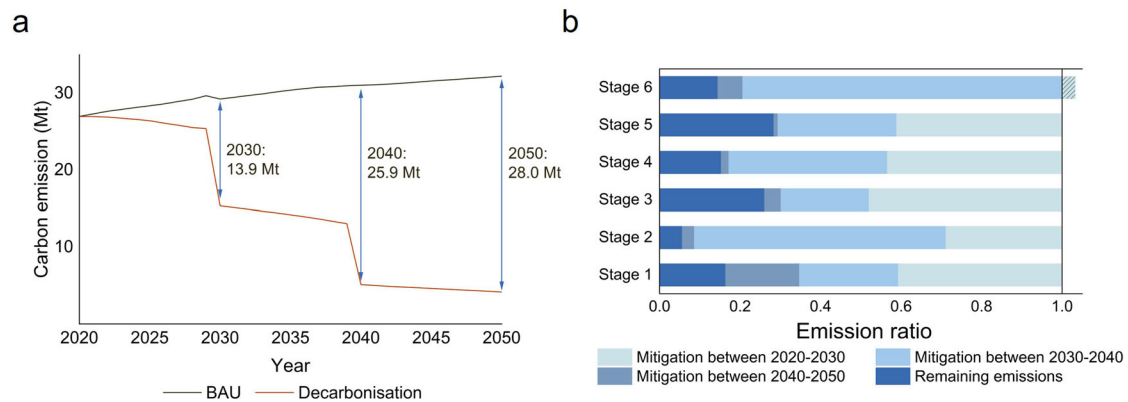 a
Carbon emission (Mt)
30
20
10
2030:
13.9 Mt
2040:
25.9 Mt
2050:
28.0 Mt
2020 2025 2030 2035 2040 2045 2050
Year
BAU Decarbonisation
b
Stage 6
Stage 5
Stage 4
Stage 3
Stage 2
Stage 1
0.0 0.2 0.4 0.6 0.8 1.0
Emission ratio
Mitigation between 2020-2030 Mitigation between 2030-2040
Mitigation between 2040-2050 Remaining emissions